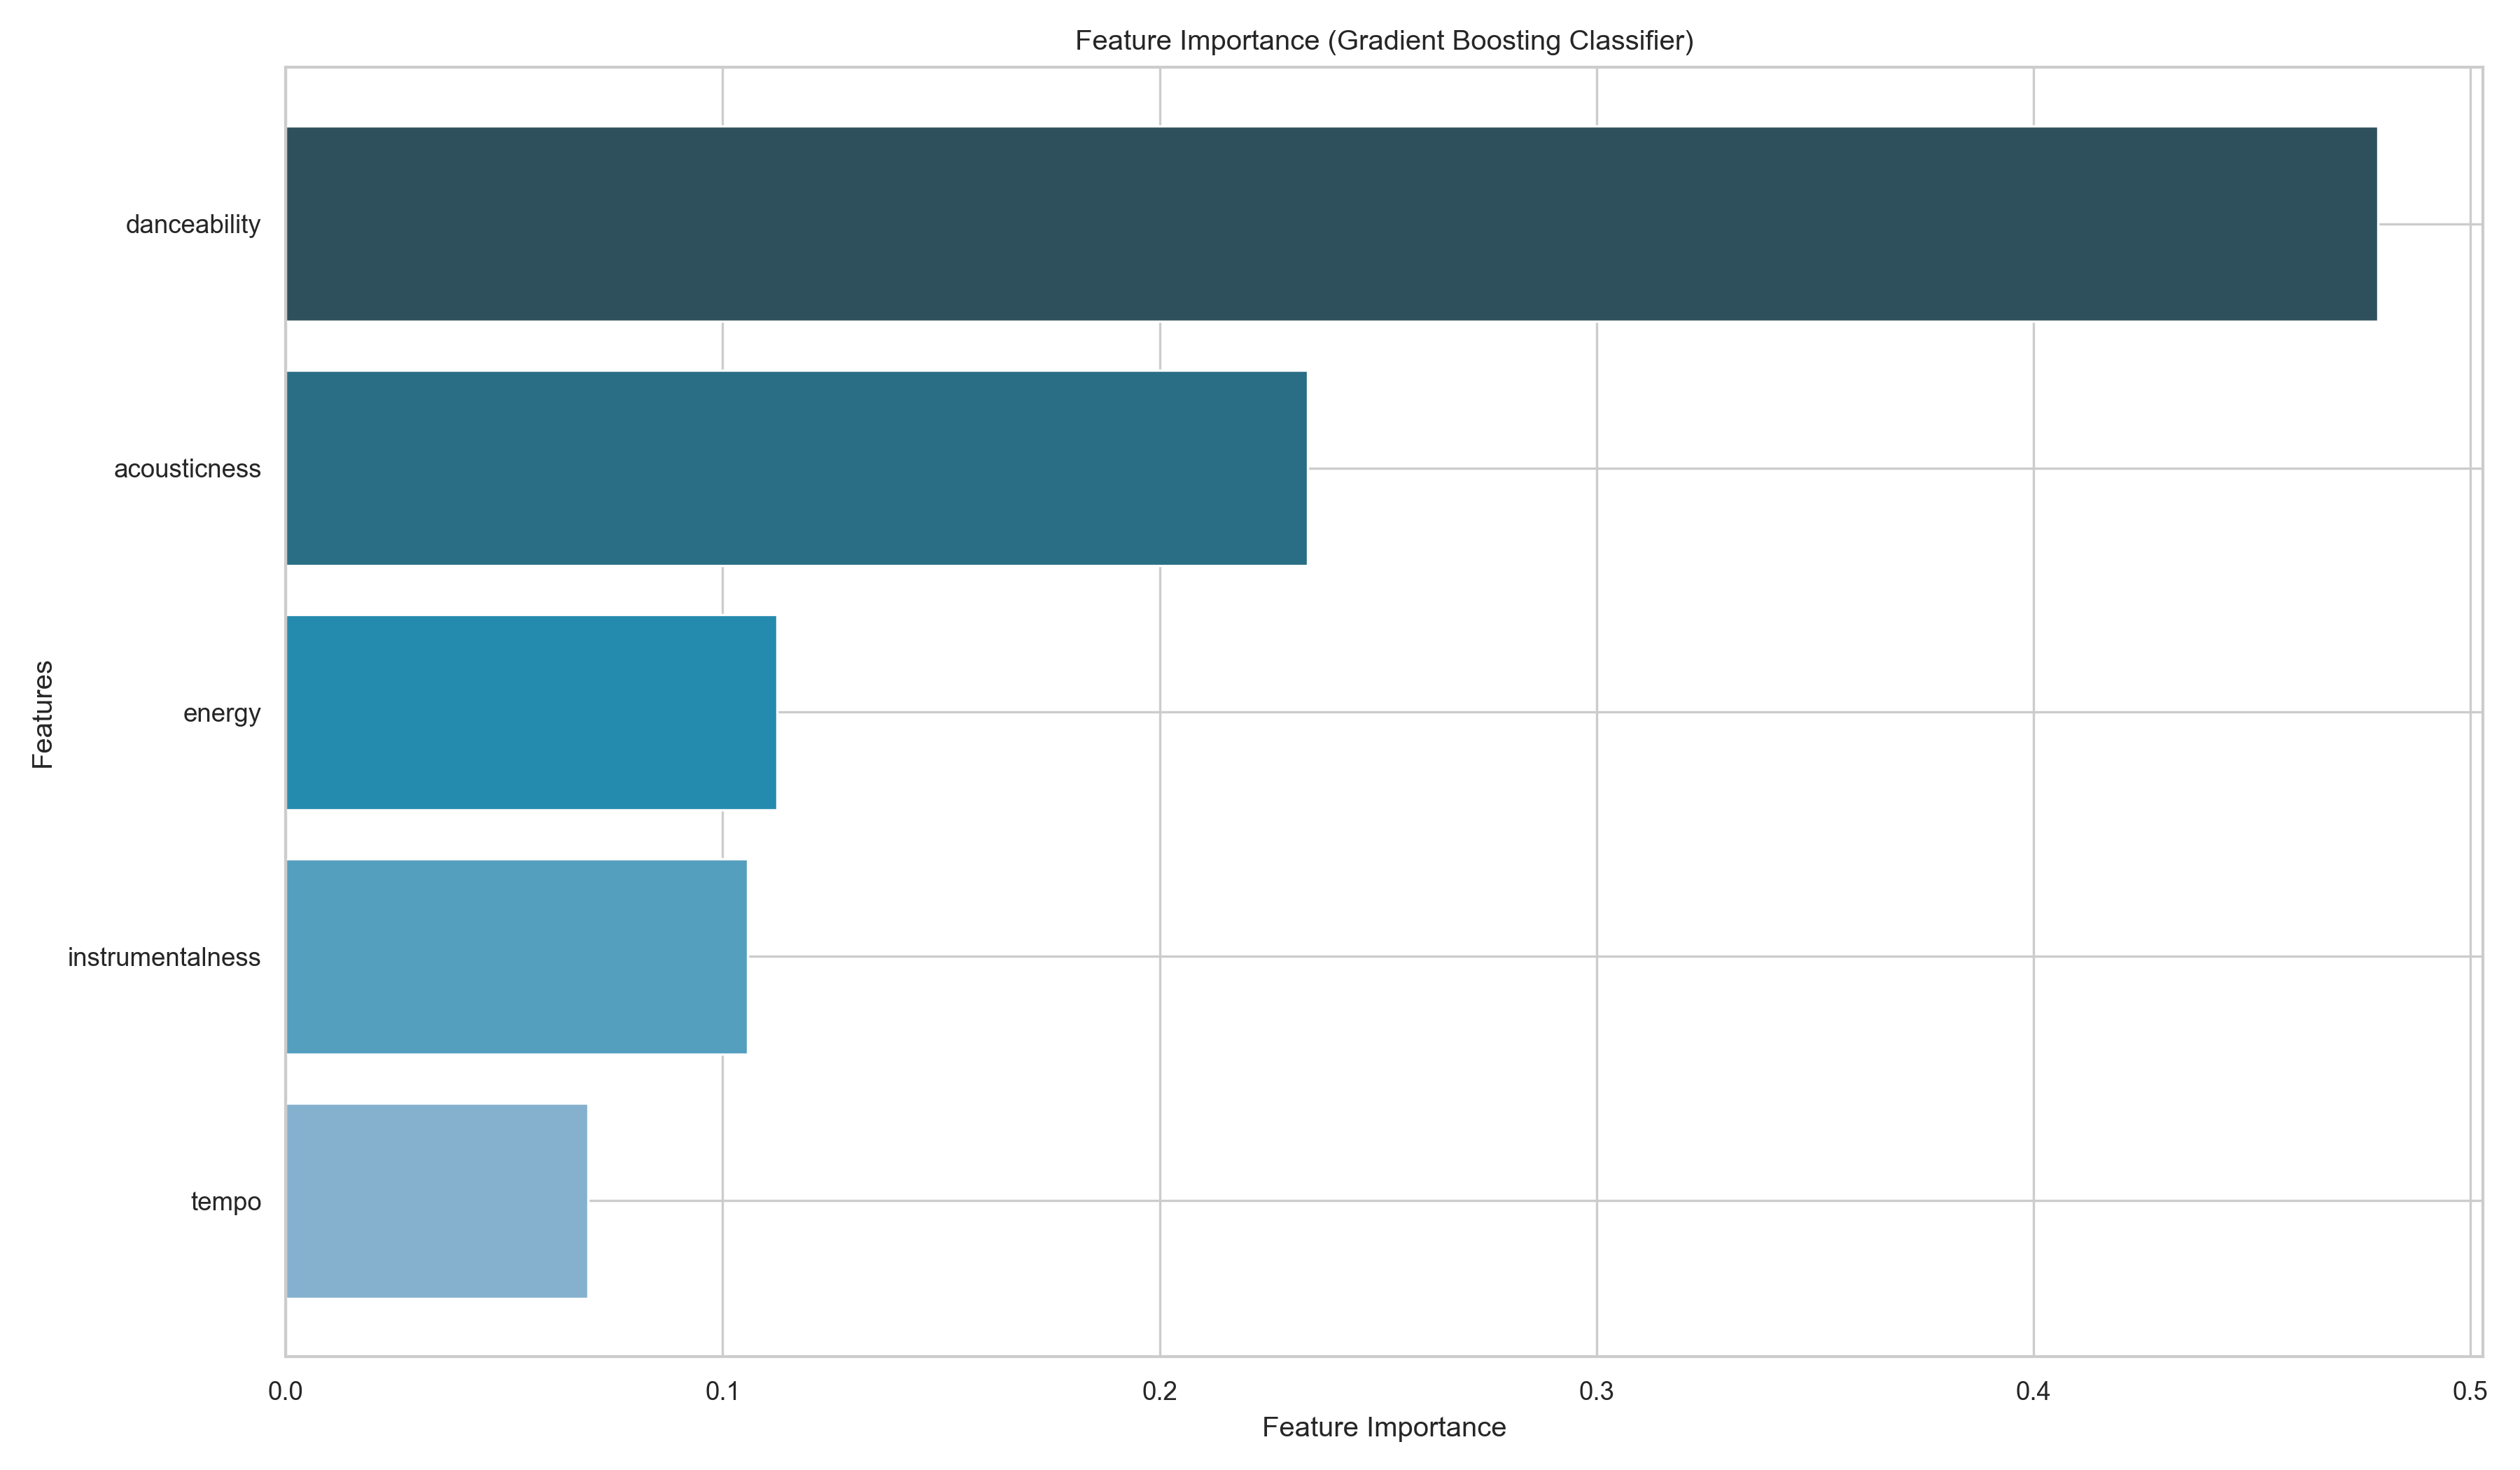 Feature Importance (Gradient Boosting Classifier)
danceability
acousticness
energy
instrumentalness
tempo
Features
0.0 0.1 0.2 0.3 0.4 0.5
Feature Importance